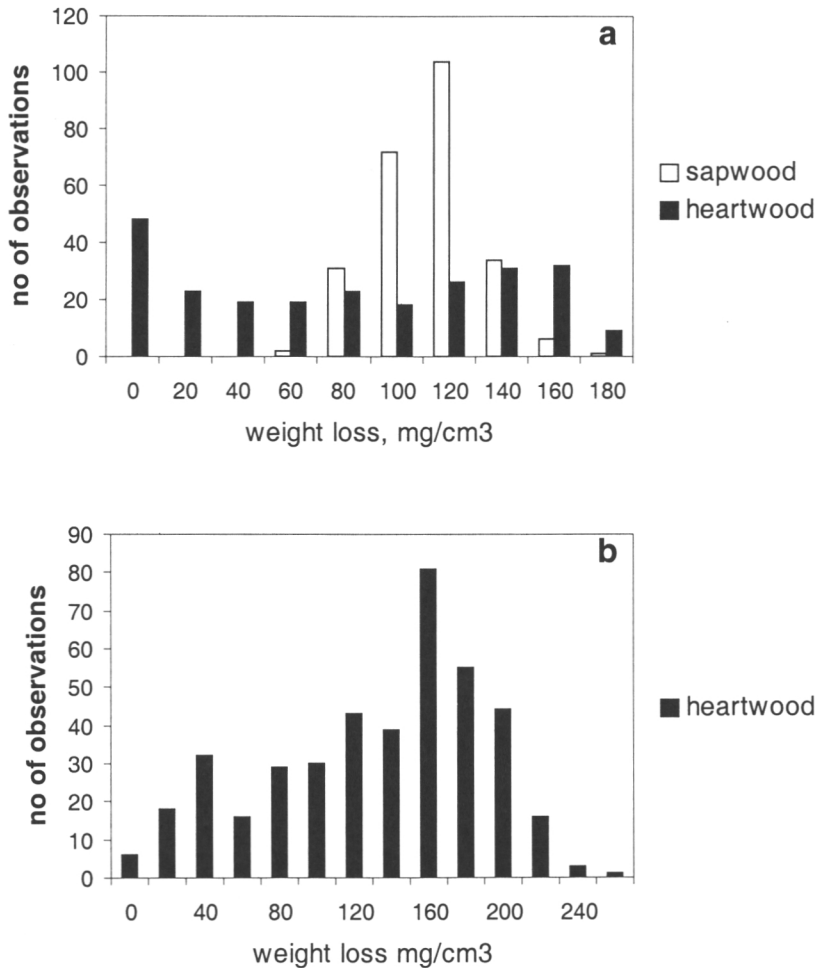 a
120
100
80
60
40
20
0
no of observations
0 20 40 60 80 100 120 140 160 180
weight loss, mg/cm3
sapwood
heartwood
b
90
80
70
60
50
40
30
20
10
0
no of observations
0 40 80 120 160 200 240
weight loss mg/cm3
heartwood